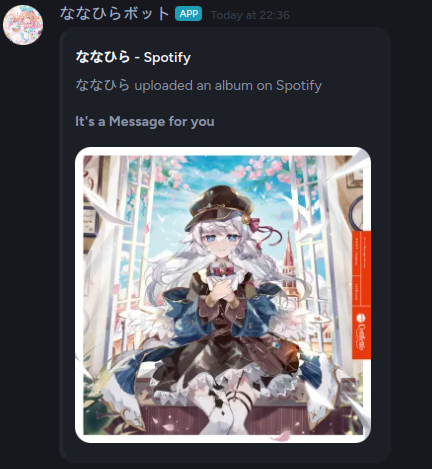 ななひらボット APP Today at 22:36
ななひら - Spotify
ななひら uploaded an album on Spotify
It's a Message for you
Confetto